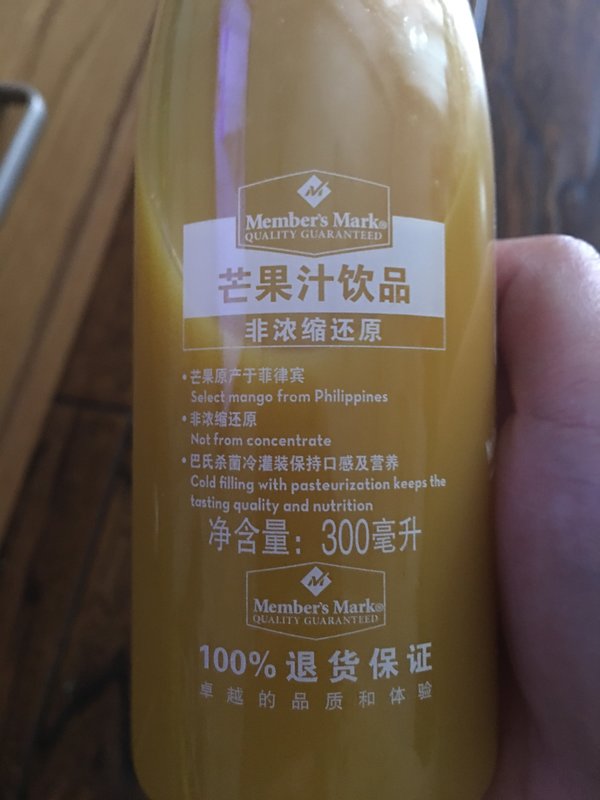 Member's Mark®
QUALITY GUARANTEED
芒果汁饮品
非浓缩还原
•芒果原产于菲律宾
Select mango from Philippines
•非浓缩还原
Not from concentrate
•巴氏杀菌冷灌装保持口感及营养
Cold filling with pasteurization keeps the
tasting quality and nutrition
净含量：300毫升
Member's Mark®
QUALITY GUARANTEED
100%退货保证
卓越的品质和体验